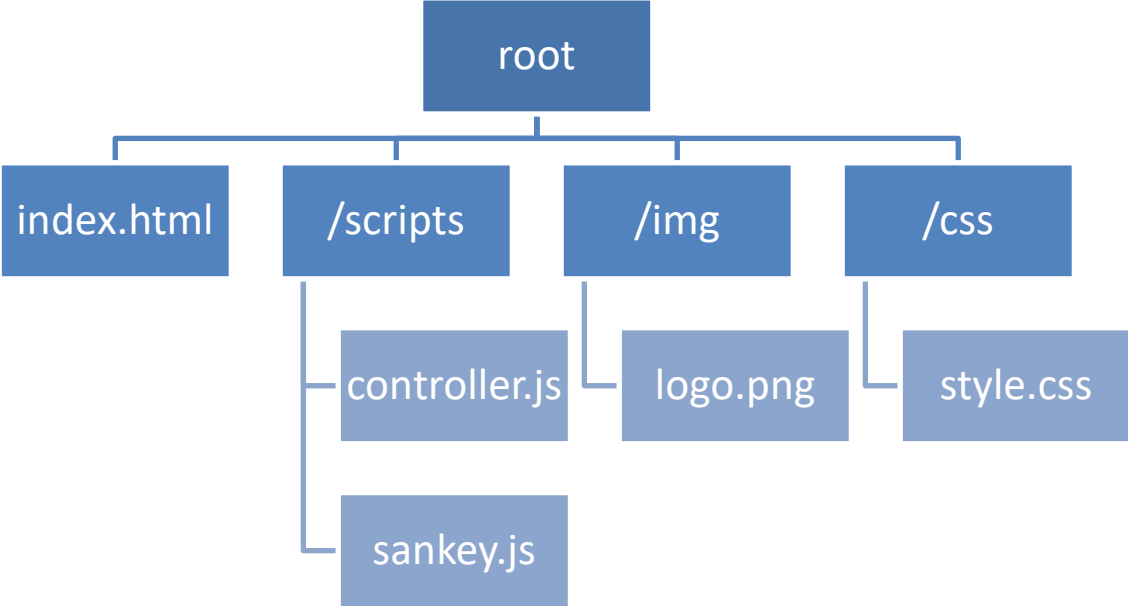 root
index.html
/scripts
/img
/css
controller.js
logo.png
style.css
sankey.js